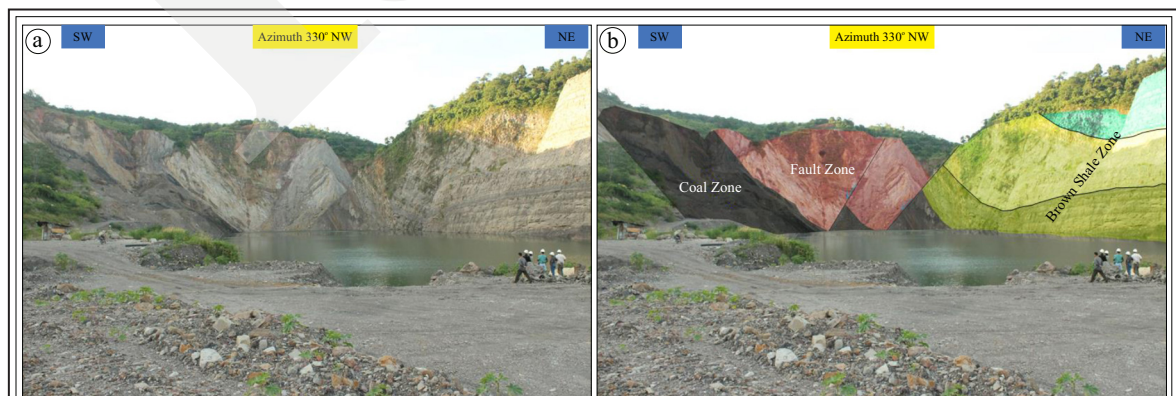 a
SW
Azimuth 330° NW
NE
b
SW
Azimuth 330° NW
NE
Coal Zone
Fault Zone
Brown Shale Zone